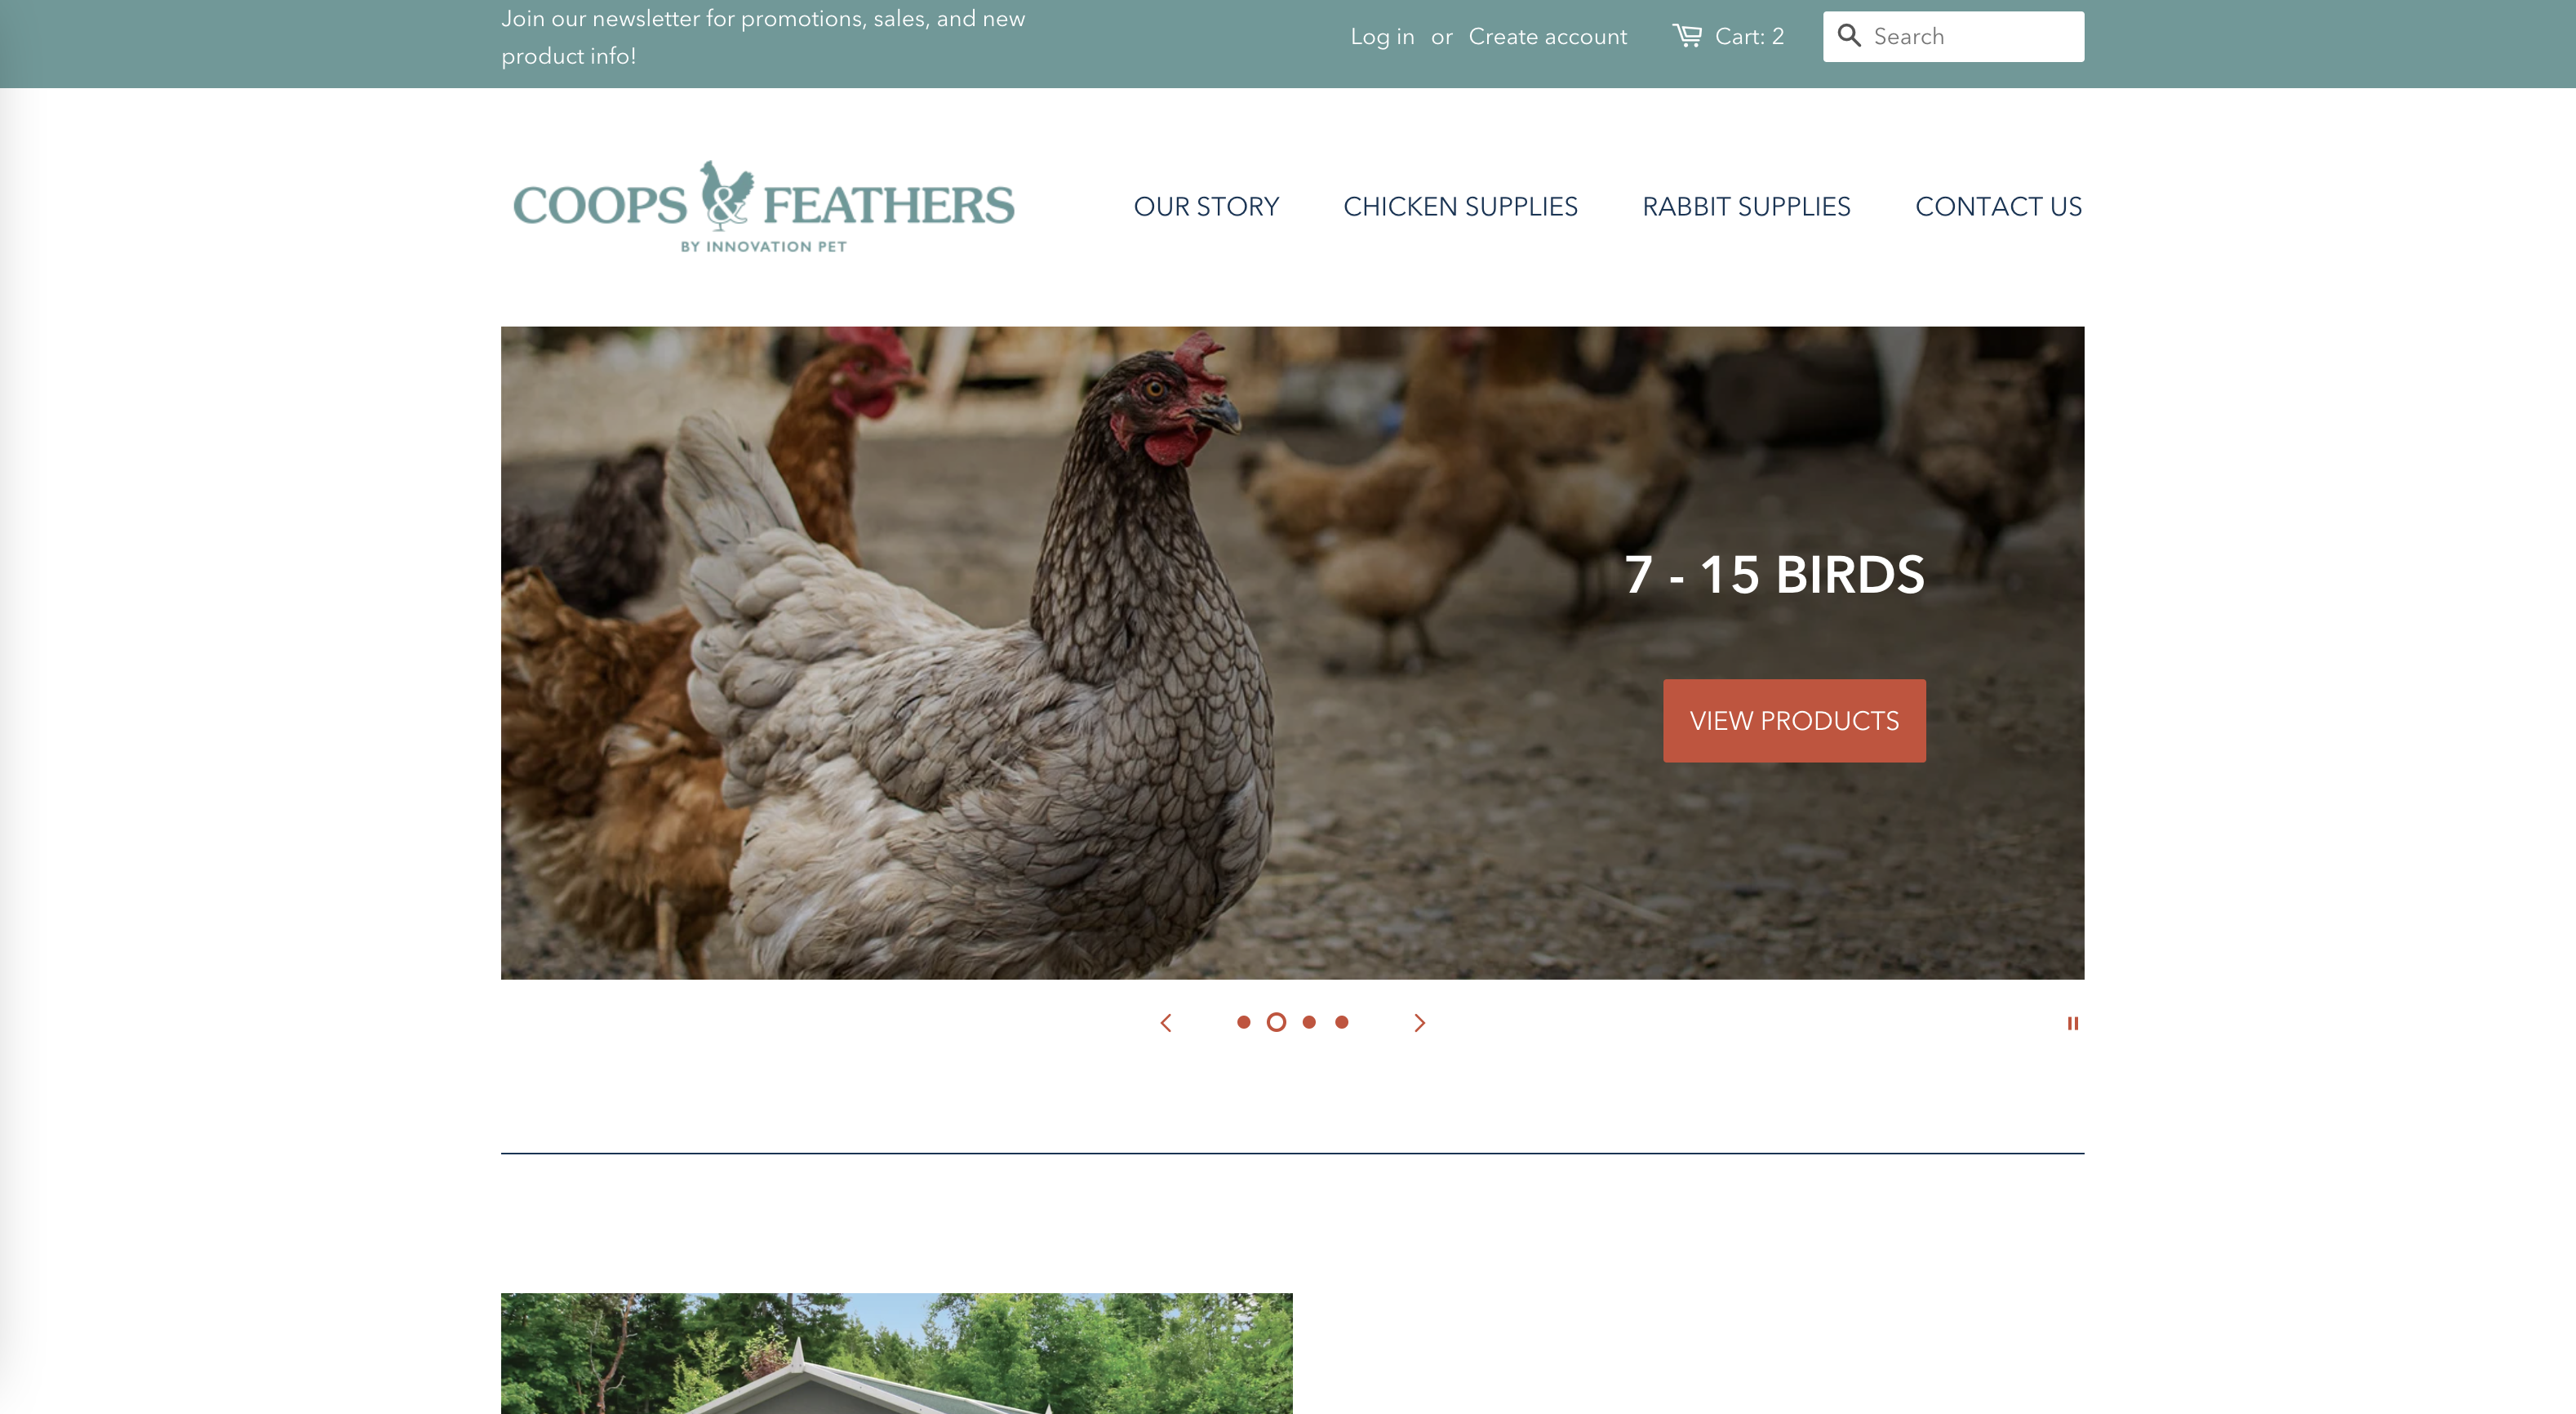 Join our newsletter for promotions, sales, and new
product info!
Log in or Create account
Cart: 2
Search
COOPS & FEATHERS
BY INNOVATION PET
OUR STORY
CHICKEN SUPPLIES
RABBIT SUPPLIES
CONTACT US
7 - 15 BIRDS
VIEW PRODUCTS